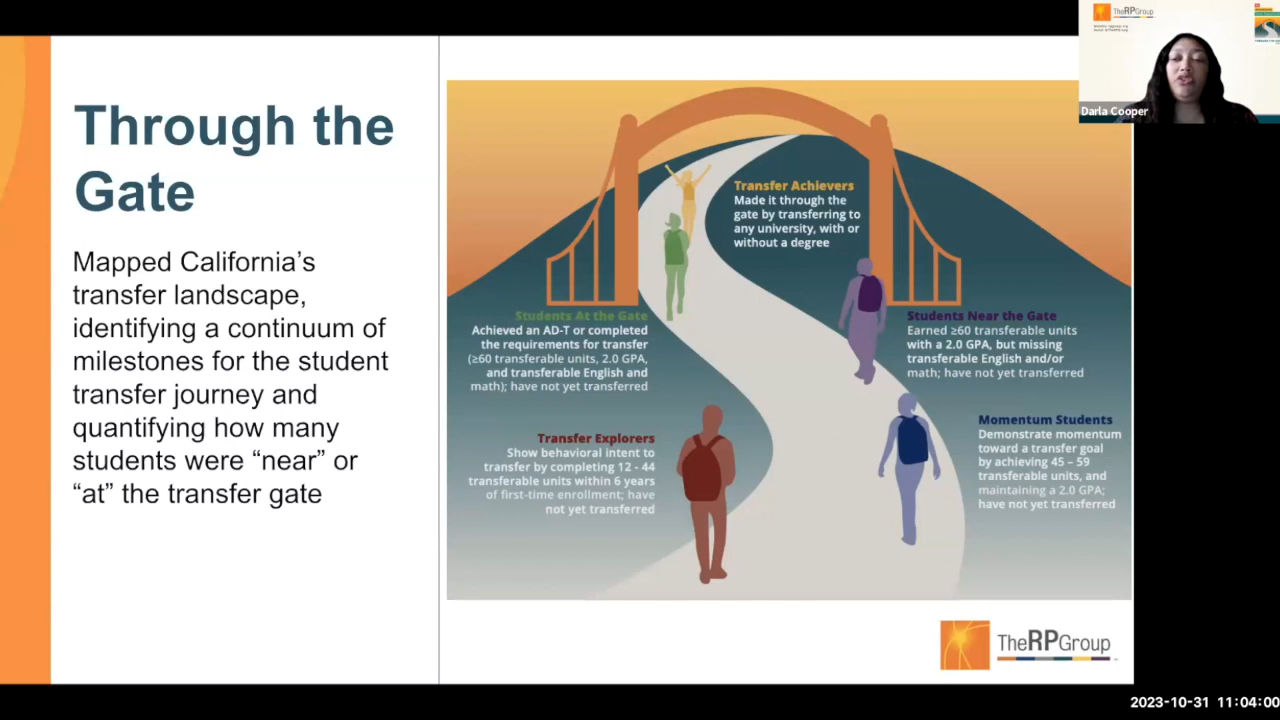 Through the
Gate
Mapped California's
transfer landscape,
identifying a continuum of
milestones for the student
transfer journey and
quantifying how many
students were “near” or
“at” the transfer gate
Transfer Achievers
Made it through the
gate by transferring to
any university, with or
without a degree
Students At the Gate
Achieved an AD-T or completed
the requirements for transfer
(≥60 transferable units, 2.0 GPA,
and transferable English and
math); have not yet transferred
Students Near the Gate
Earned ≥60 transferable units
with a 2.0 GPA, but missing
transferable English and/or
math; have not yet transferred
Transfer Explorers
Show behavioral intent to
transfer by completing 12 - 44
transferable units within 6 years
of first-time enrollment; have
not yet transferred
Momentum Students
Demonstrate momentum
toward a transfer goal
by achieving 45 – 59
transferable units, and
maintaining a 2.0 GPA;
have not yet transferred
TheRPGroup
TheRPGroup
Darla Cooper
2023-10-31 11:04:00